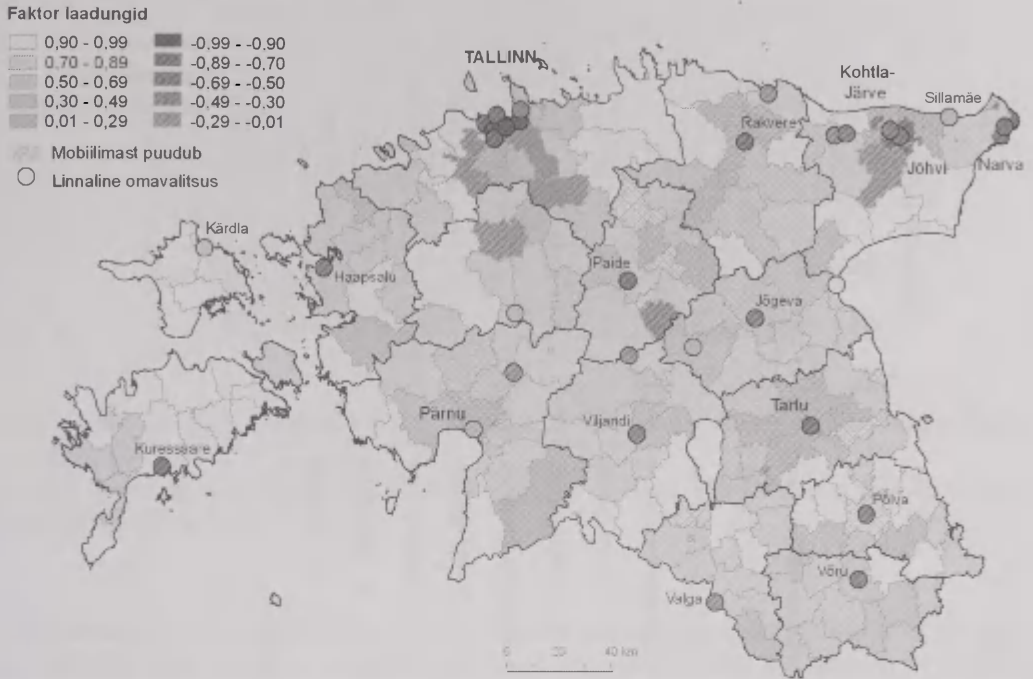 Faktor laadungid
0,90 - 0,99 -0,99 - -0,90
0,70 - 0,89 -0,89 - -0,70
0,50 - 0,69 -0,69 - -0,50
0,30 - 0,49 -0,49 - -0,30
0,01 - 0,29 -0,29 - -0,01
Mobiilimast puudub
Linnaline omavalitsus
TALLINN
Kohtla-
Järve
Sillamäe
Rakvere
Jõhvi
Narva
Kärdla
Haapsalu
Paide
Jõgeva
Pärnu
Viljandi
Tartu
Kuressaare
Põlva
Võru
Valga
0 20 40 km